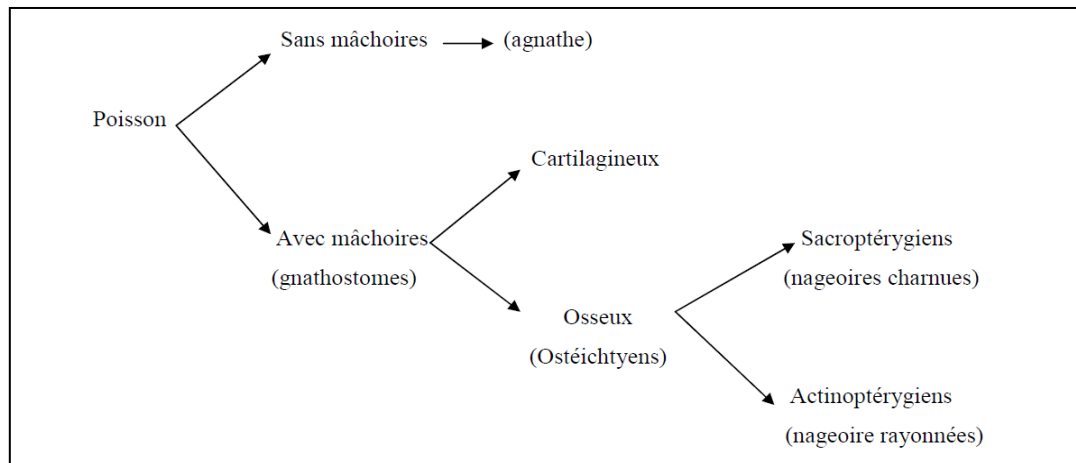 Sans mâchoires
(agnathe)
Poisson
Cartilagineux
Avec mâchoires
(gnathostomes)
Sacroptérygiens
(nageoires charnues)
Osseux
(Ostéichtyens)
Actinoptérygiens
(nageoire rayonnées)